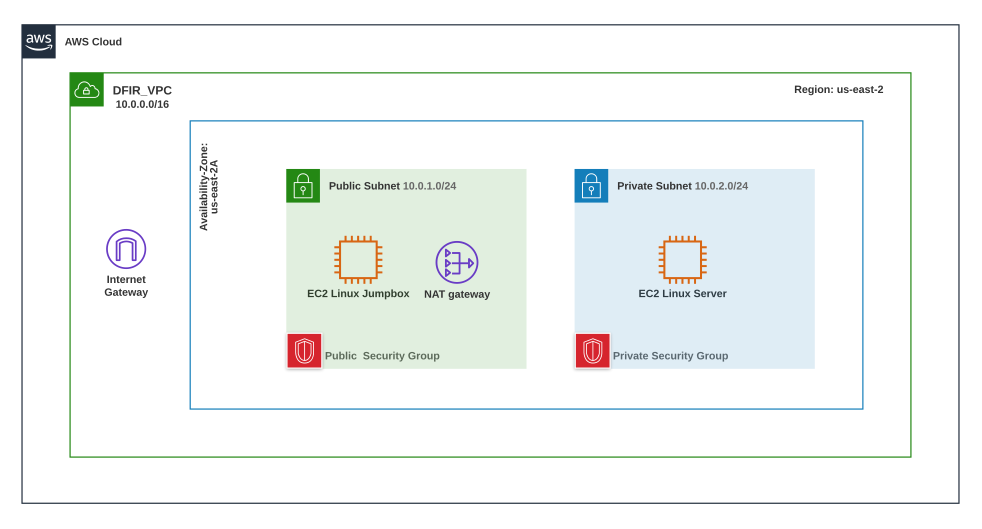 aws
AWS Cloud
DFIR_VPC
10.0.0.0/16
Region: us-east-2
Availability-Zone:
us-east-2A
Public Subnet 10.0.1.0/24
Private Subnet 10.0.2.0/24
Internet
Gateway
EC2 Linux Jumpbox
NAT gateway
EC2 Linux Server
Public  Security Group
Private Security Group